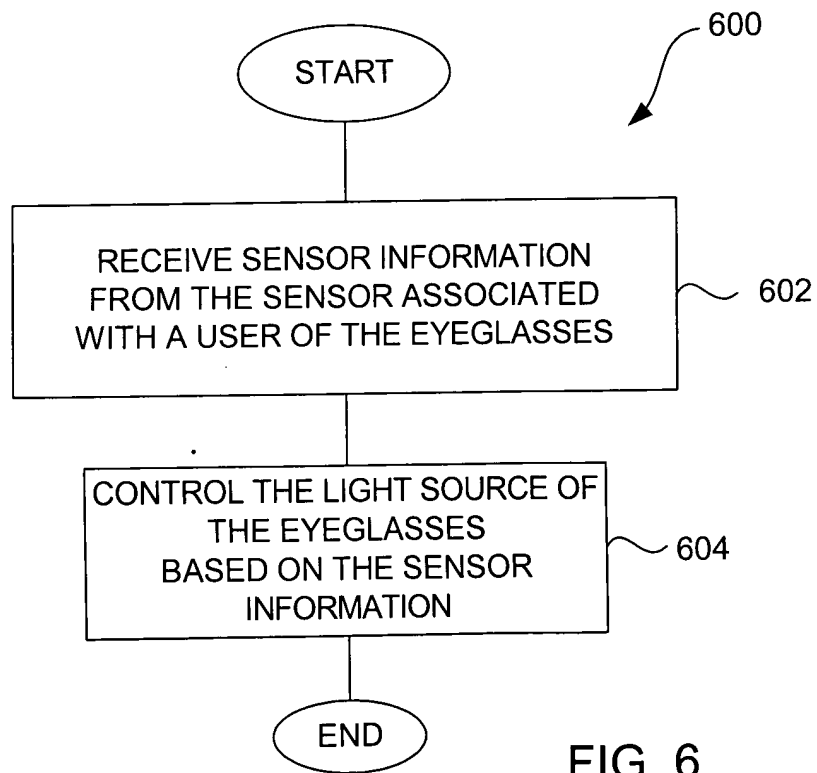 600
START
RECEIVE SENSOR INFORMATION
FROM THE SENSOR ASSOCIATED
WITH A USER OF THE EYEGLASSES
602
CONTROL THE LIGHT SOURCE OF
THE EYEGLASSES
BASED ON THE SENSOR
INFORMATION
604
END
FIG. 6